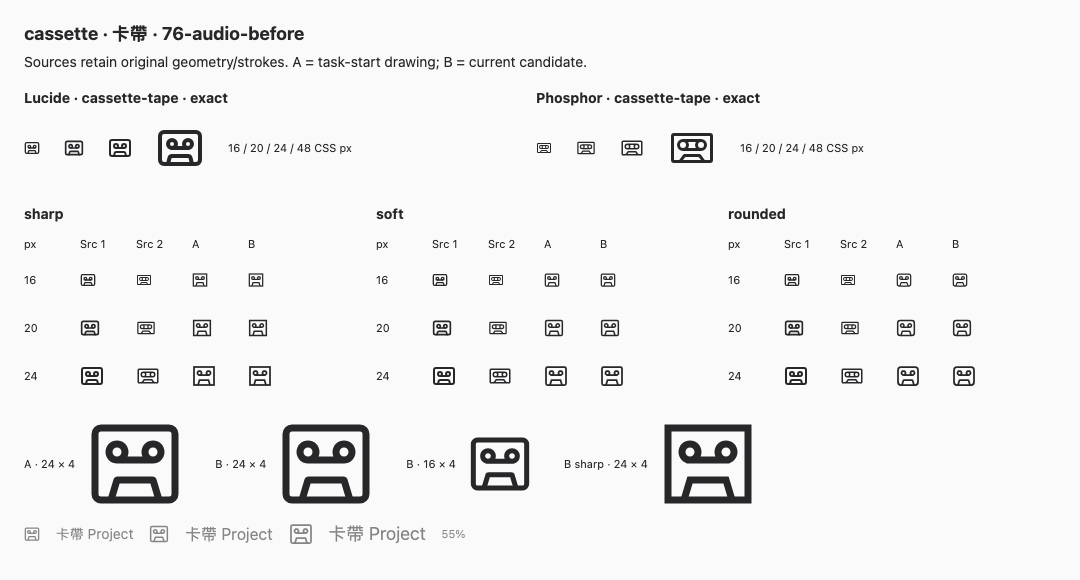 cassette · 卡帶 · 76-audio-before
Sources retain original geometry/strokes. A = task-start drawing; B = current candidate.
Lucide · cassette-tape · exact
16 / 20 / 24 / 48 CSS px
Phosphor · cassette-tape · exact
16 / 20 / 24 / 48 CSS px
sharp
px Src 1 Src 2 A B
16
20
24
soft
px Src 1 Src 2 A B
16
20
24
rounded
px Src 1 Src 2 A B
16
20
24
A · 24 × 4
B · 24 × 4
B · 16 × 4
B sharp · 24 × 4
卡帶 Project 卡帶 Project 卡帶 Project 55%